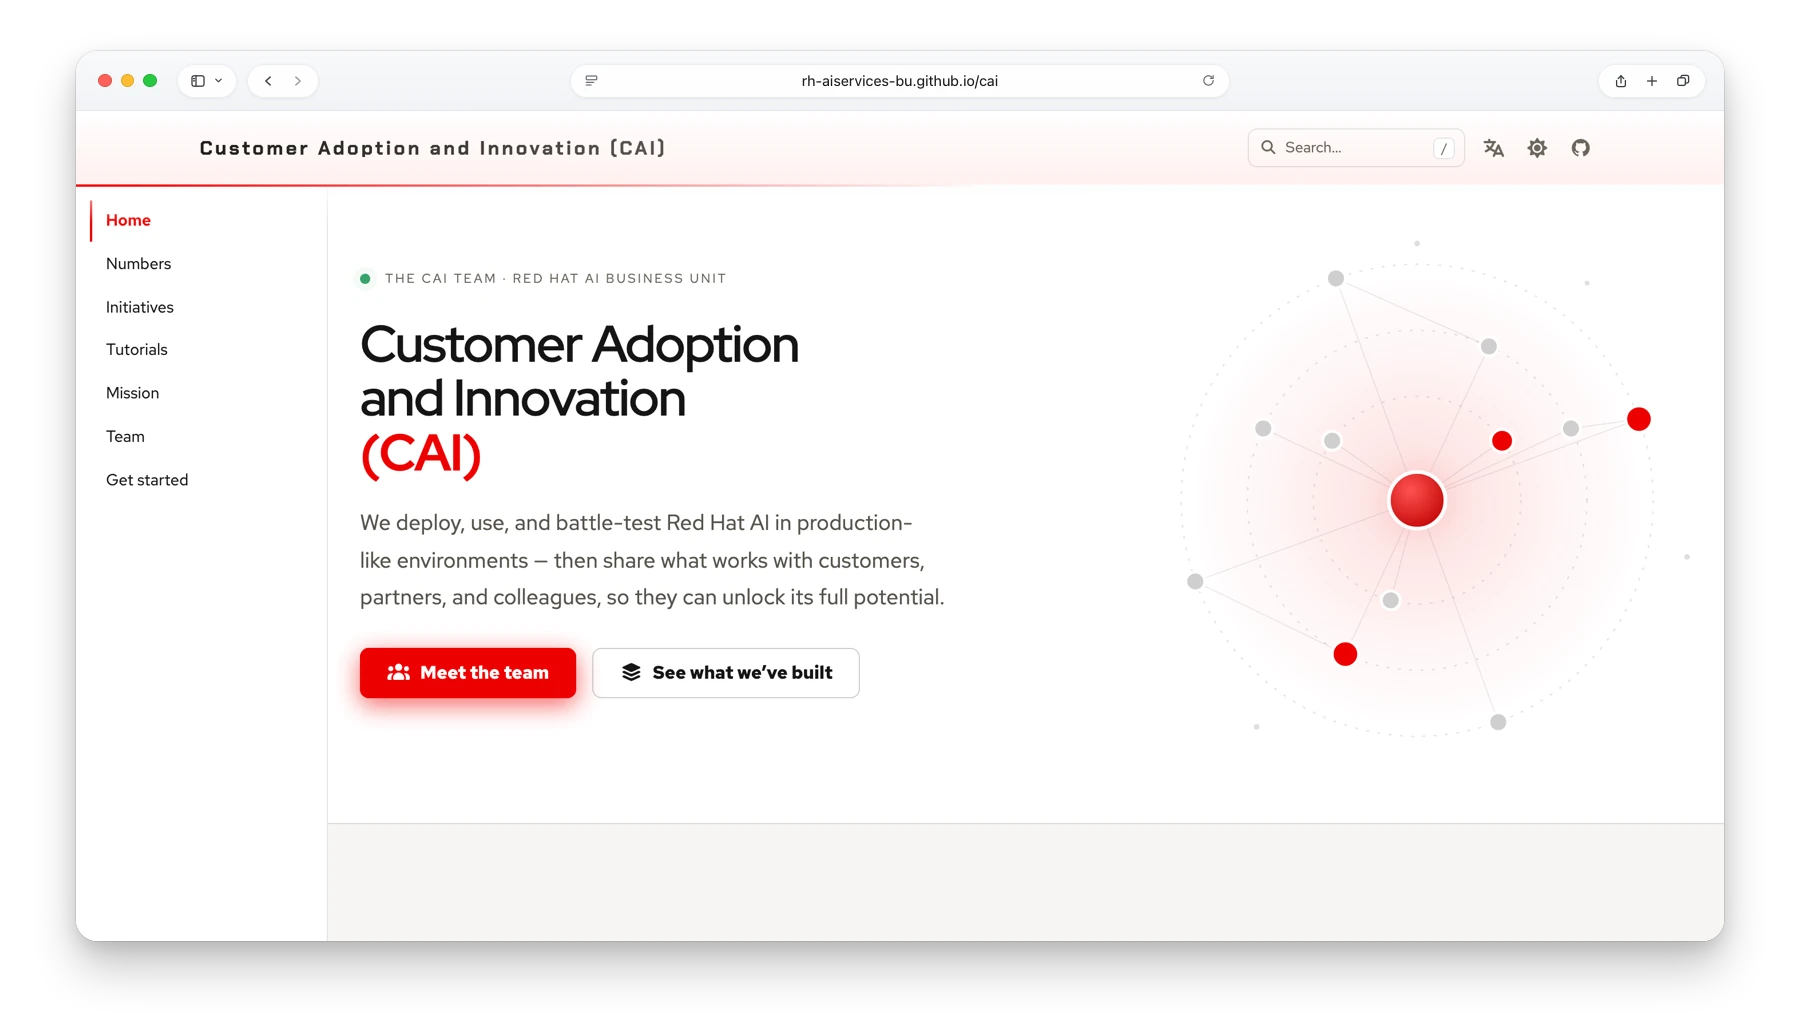 rh-aiservices-bu.github.io/cai
Customer Adoption and Innovation (CAI)
Search...
/
Home
Numbers
Initiatives
Tutorials
Mission
Team
Get started
THE CAI TEAM · RED HAT AI BUSINESS UNIT
Customer Adoption
and Innovation
(CAI)
We deploy, use, and battle-test Red Hat AI in production-
like environments — then share what works with customers,
partners, and colleagues, so they can unlock its full potential.
Meet the team
See what we’ve built